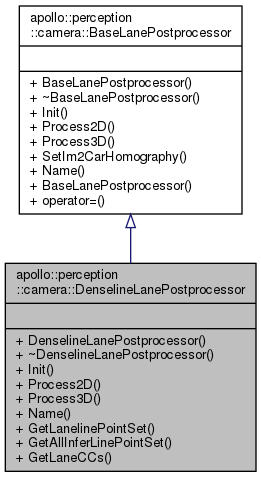 apollo::perception
::camera::BaseLanePostprocessor
+ BaseLanePostprocessor()
+ ~BaseLanePostprocessor()
+ Init()
+ Process2D()
+ Process3D()
+ SetIm2CarHomography()
+ Name()
+ BaseLanePostprocessor()
+ operator=()
apollo::perception
::camera::DenselineLanePostprocessor
+ DenselineLanePostprocessor()
+ ~DenselineLanePostprocessor()
+ Init()
+ Process2D()
+ Process3D()
+ Name()
+ GetLanelinePointSet()
+ GetAllInferLinePointSet()
+ GetLaneCCs()